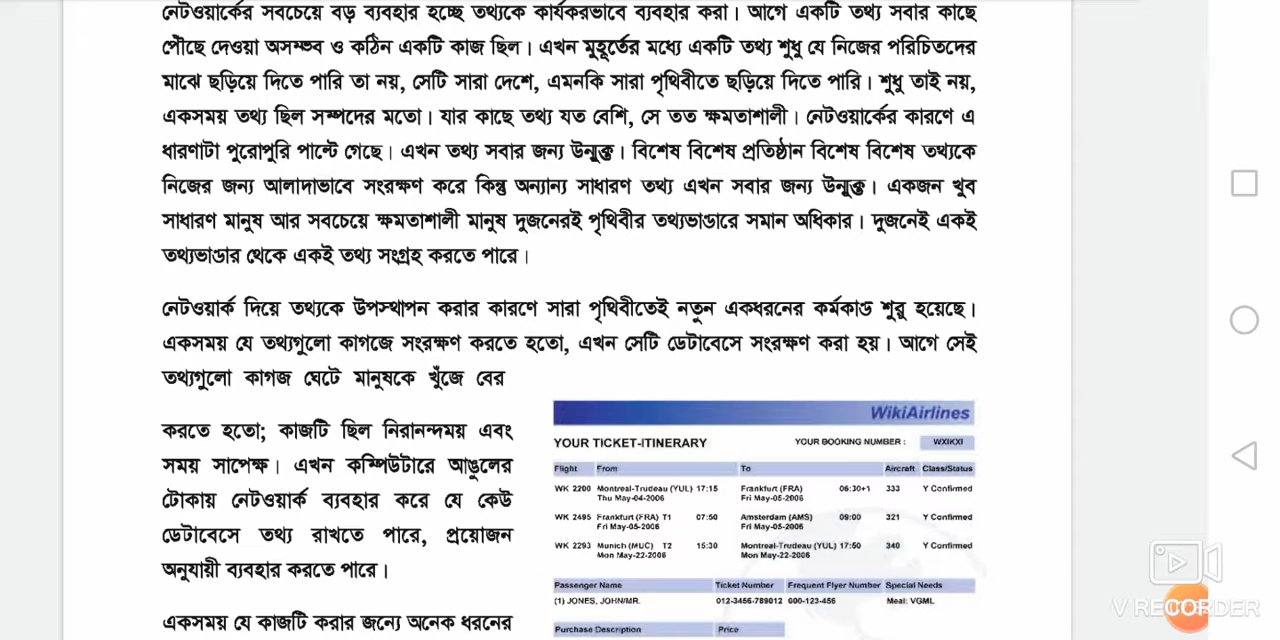 নেটওয়ার্কের সবচেয়ে বড় ব্যবহার হচ্ছে তথ্যকে কার্যকরভাবে ব্যবহার করা। আগে একটি তথ্য সবার কাছে
পৌঁছে দেওয়া অসম্ভব ও কঠিন একটি কাজ ছিল। এখন মুহূর্তের মধ্যে একটি তথ্য শুধু যে নিজের পরিচিতদের
মাঝে ছড়িয়ে দিতে পারি তা নয়, সেটি সারা দেশে, এমনকি সারা পৃথিবীতে ছড়িয়ে দিতে পারি। শুধু তাই নয়,
একসময় তথ্য ছিল সম্পদের মতো। যার কাছে তথ্য যত বেশি, সে তত ক্ষমতাশালী। নেটওয়ার্কের কারণে এ
ধারণাটা পুরোপুরি পাল্টে গেছে। এখন তথ্য সবার জন্য উন্মুক্ত। বিশেষ বিশেষ প্রতিষ্ঠান বিশেষ বিশেষ তথ্যকে
নিজের জন্য আলাদাভাবে সংরক্ষণ করে কিন্তু অন্যান্য সাধারণ তথ্য এখন সবার জন্য উন্মুক্ত। একজন খুব
সাধারণ মানুষ আর সবচেয়ে ক্ষমতাশালী মানুষ দুজনেরই পৃথিবীর তথ্যভাণ্ডারে সমান অধিকার। দুজনেই একই
তথ্যভাণ্ডার থেকে একই তথ্য সংগ্রহ করতে পারে।
নেটওয়ার্ক দিয়ে তথ্যকে উপস্থাপন করার কারণে সারা পৃথিবীতেই নতুন একধরনের কর্মকাণ্ড শুরু হয়েছে।
একসময় যে তথ্যগুলো কাগজে সংরক্ষণ করতে হতো, এখন সেটি ডেটাবেসে সংরক্ষণ করা হয়। আগে সেই
তথ্যগুলো কাগজ ঘেটে মানুষকে খুঁজে বের
করতে হতো; কাজটি ছিল নিরানন্দময় এবং
সময় সাপেক্ষ। এখন কম্পিউটারে আঙুলের
টোকায় নেটওয়ার্ক ব্যবহার করে যে কেউ
ডেটাবেসে তথ্য রাখতে পারে, প্রয়োজন
অনুযায়ী ব্যবহার করতে পারে।
একসময় যে কাজটি করার জন্যে অনেক ধরনের
WikiAirlines
YOUR TICKET-ITINERARY YOUR BOOKING NUMBER : WXIKXI
Flight From To Aircraft Class/Status
WK 2200 Montreal-Trudeau (YUL) 17:15 Frankfurt (FRA) 06:30+1 333 Y Confirmed
Thu May-04-2006 Fri May-05-2006
WK 2495 Frankfurt (FRA) T1 07:50 Amsterdam (AMS) 09:00 321 Y Confirmed
Fri May-05-2006 Fri May-05-2006
WK 2293 Munich (MUC) T2 15:30 Montreal-Trudeau (YUL) 17:50 340 Y Confirmed
Mon May-22-2006 Mon May-22-2006
Passenger Name Ticket Number Frequent Flyer Number Special Needs
(1) JONES, JOHN/MR. 012-3456-789012 000-123-456 Meal: VGML
Purchase Description Price
V RECORDER